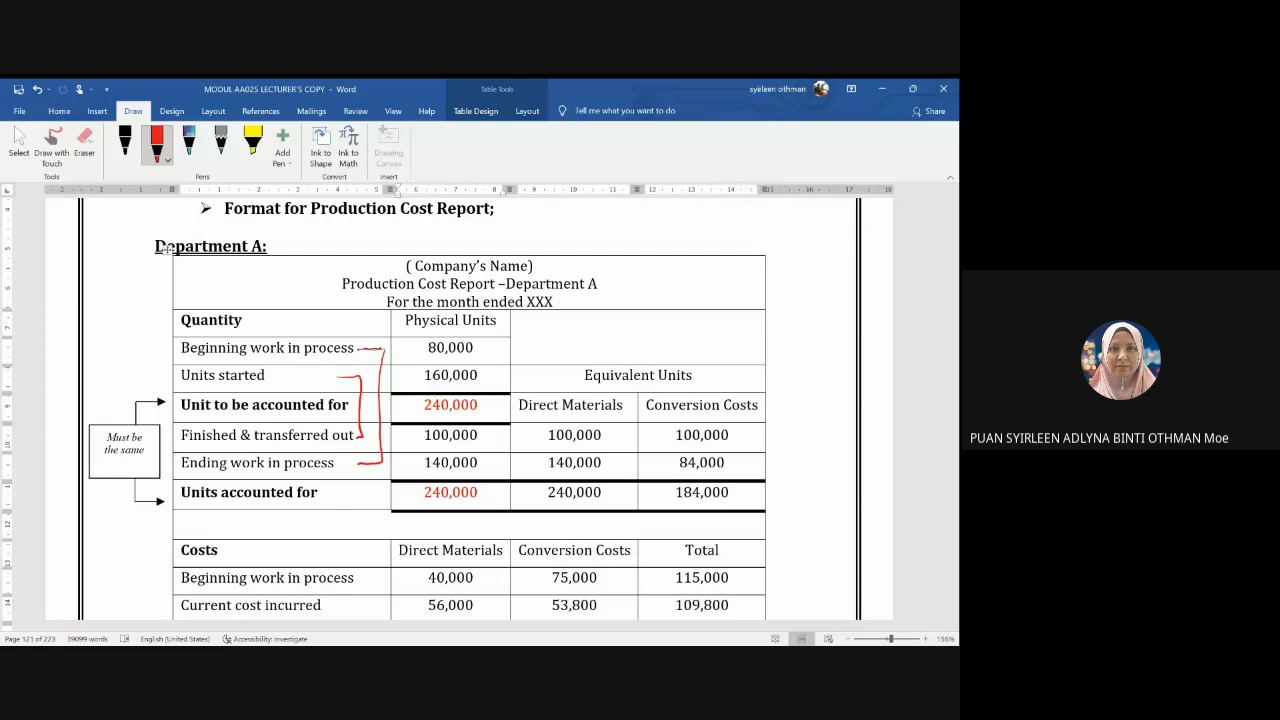 MODUL AA025 LECTURER'S COPY - Word
Table Tools
syirleen othman
File Home Insert Draw Design Layout References Mailings Review View Help Table Design Layout Tell me what you want to do Share
Select
Draw with Touch
Eraser
Add Pen
Ink to Shape
Ink to Math
Drawing Canvas
Tools
Pens
Convert
Insert
➢ Format for Production Cost Report;
Department A:
( Company's Name)
Production Cost Report –Department A
For the month ended XXX
Quantity Physical Units
Beginning work in process 80,000
Units started 160,000 Equivalent Units
Unit to be accounted for 240,000 Direct Materials Conversion Costs
Must be the same
Finished & transferred out 100,000 100,000 100,000
Ending work in process 140,000 140,000 84,000
Units accounted for 240,000 240,000 184,000
Costs Direct Materials Conversion Costs Total
Beginning work in process 40,000 75,000 115,000
Current cost incurred 56,000 53,800 109,800
Page 121 of 223 39099 words English (United States) Accessibility: Investigate 156%
PUAN SYIRLEEN ADLYNA BINTI OTHMAN Moe